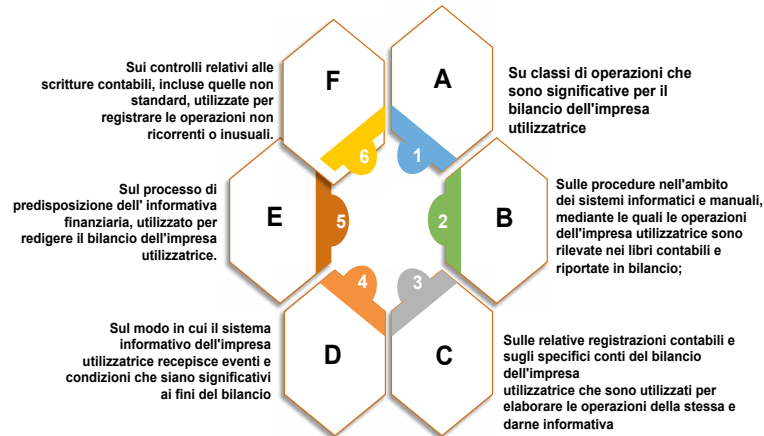 A
1
Su classi di operazioni che
sono significative per il
bilancio dell'impresa
utilizzatrice
B
2
Sulle procedure nell'ambito
dei sistemi informatici e manuali,
mediante le quali le operazioni
dell'impresa utilizzatrice sono
rilevate nei libri contabili e
riportate in bilancio;
C
3
Sulle relative registrazioni contabili e
sugli specifici conti del bilancio
dell'impresa
utilizzatrice che sono utilizzati per
elaborare le operazioni della stessa e
darne informativa
D
4
Sul modo in cui il sistema
informativo dell'impresa
utilizzatrice recepisce eventi e
condizioni che siano significativi
ai fini del bilancio
E
5
Sul processo di
predisposizione dell' informativa
finanziaria, utilizzato per
redigere il bilancio dell'impresa
utilizzatrice.
F
6
Sui controlli relativi alle
scritture contabili, incluse quelle non
standard, utilizzate per
registrare le operazioni non
ricorrenti o inusuali.